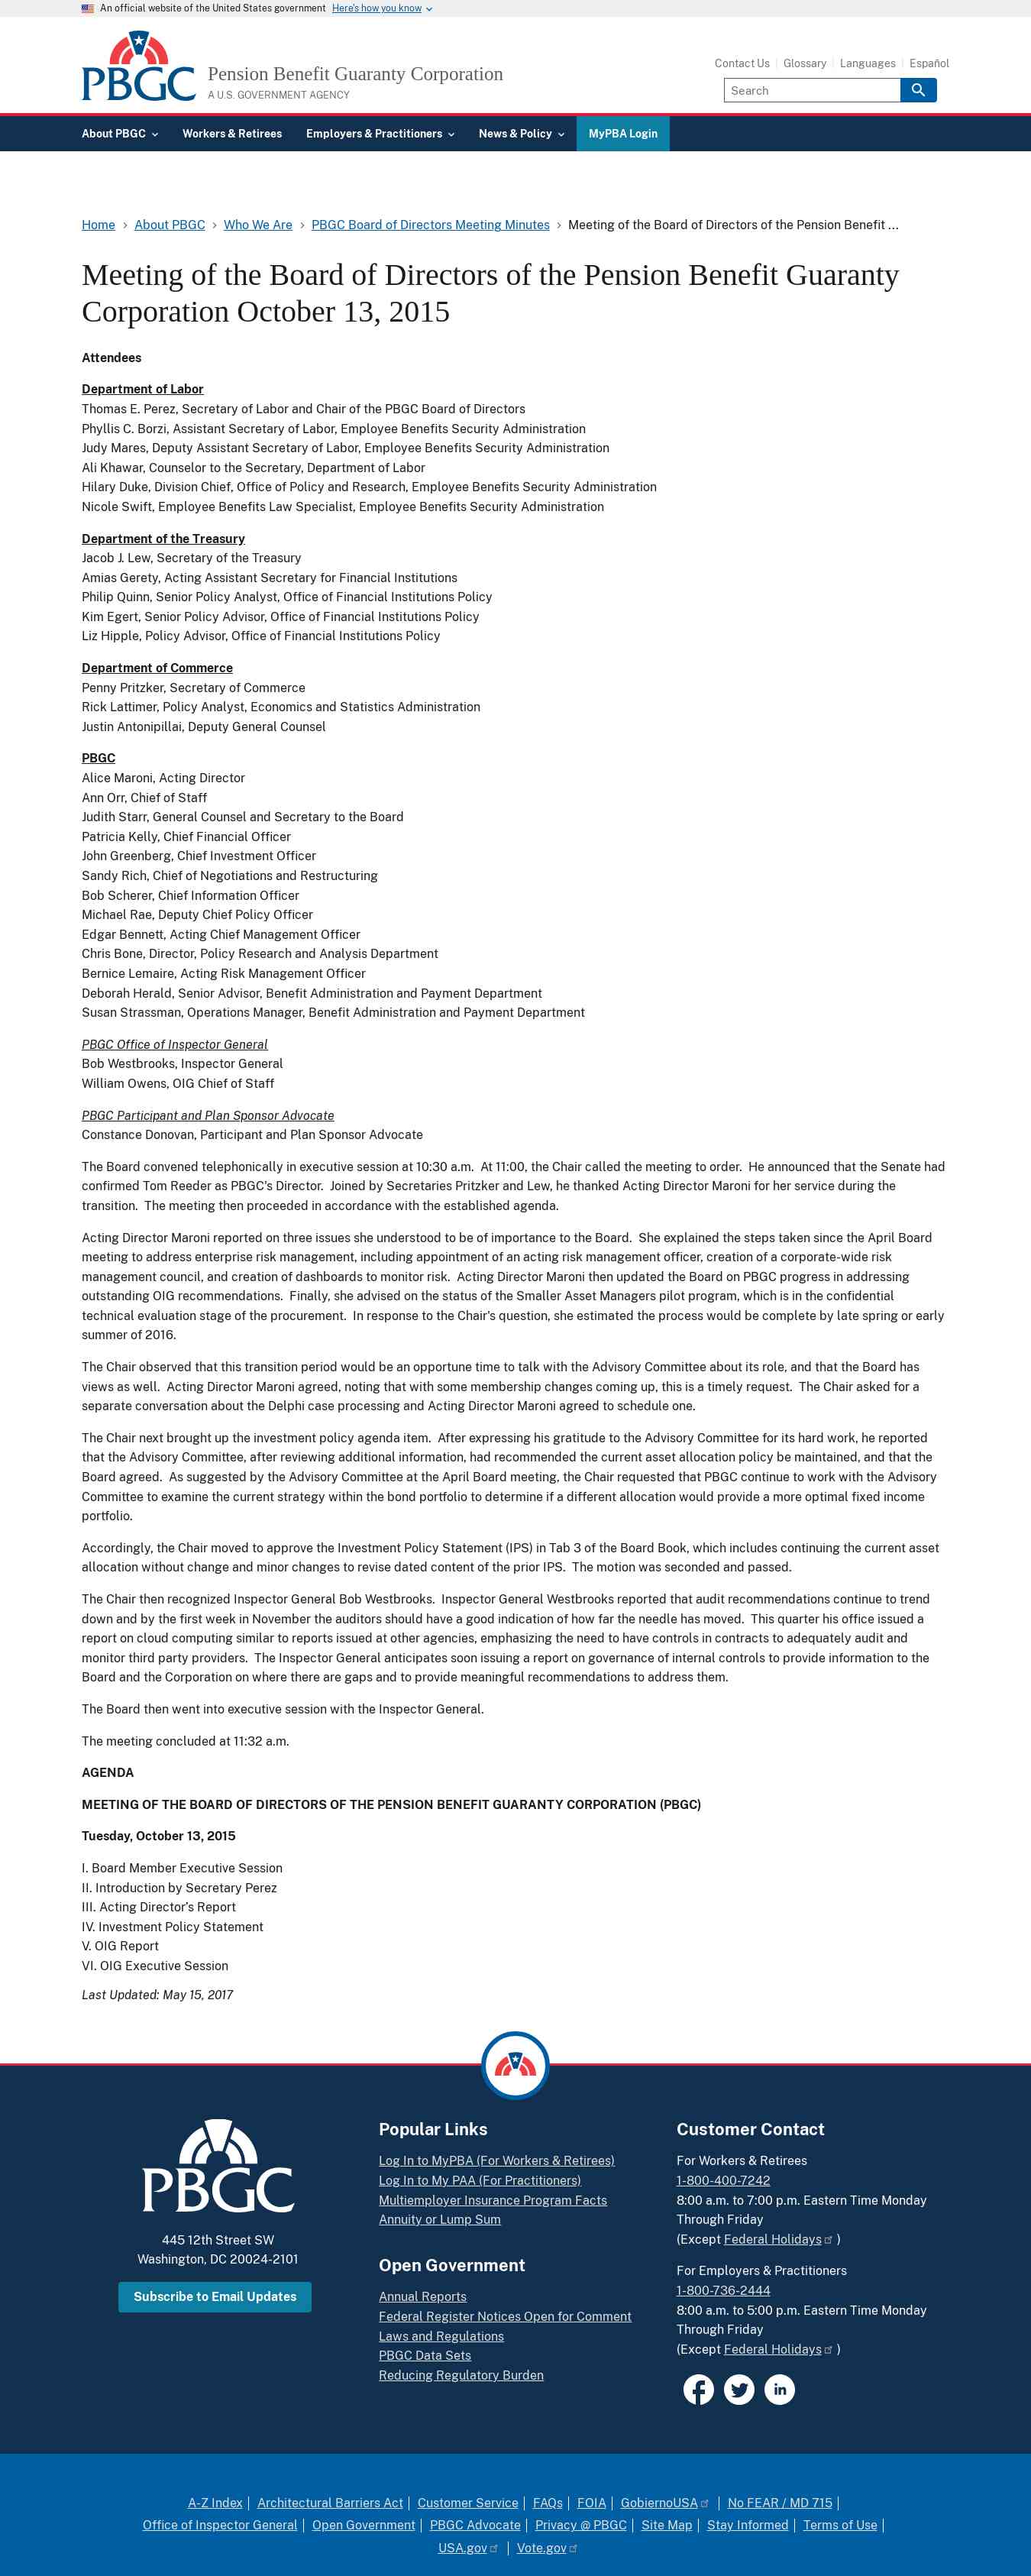 An official website of the United States government Here's how you know
PBGC
Pension Benefit Guaranty Corporation
A U.S. GOVERNMENT AGENCY
Contact Us | Glossary | Languages | Español
Search
About PBGC Workers & Retirees Employers & Practitioners News & Policy MyPBA Login
Home > About PBGC > Who We Are > PBGC Board of Directors Meeting Minutes > Meeting of the Board of Directors of the Pension Benefit ...
Meeting of the Board of Directors of the Pension Benefit Guaranty
Corporation October 13, 2015
Attendees
Department of Labor
Thomas E. Perez, Secretary of Labor and Chair of the PBGC Board of Directors
Phyllis C. Borzi, Assistant Secretary of Labor, Employee Benefits Security Administration
Judy Mares, Deputy Assistant Secretary of Labor, Employee Benefits Security Administration
Ali Khawar, Counselor to the Secretary, Department of Labor
Hilary Duke, Division Chief, Office of Policy and Research, Employee Benefits Security Administration
Nicole Swift, Employee Benefits Law Specialist, Employee Benefits Security Administration
Department of the Treasury
Jacob J. Lew, Secretary of the Treasury
Amias Gerety, Acting Assistant Secretary for Financial Institutions
Philip Quinn, Senior Policy Analyst, Office of Financial Institutions Policy
Kim Egert, Senior Policy Advisor, Office of Financial Institutions Policy
Liz Hipple, Policy Advisor, Office of Financial Institutions Policy
Department of Commerce
Penny Pritzker, Secretary of Commerce
Rick Lattimer, Policy Analyst, Economics and Statistics Administration
Justin Antonipillai, Deputy General Counsel
PBGC
Alice Maroni, Acting Director
Ann Orr, Chief of Staff
Judith Starr, General Counsel and Secretary to the Board
Patricia Kelly, Chief Financial Officer
John Greenberg, Chief Investment Officer
Sandy Rich, Chief of Negotiations and Restructuring
Bob Scherer, Chief Information Officer
Michael Rae, Deputy Chief Policy Officer
Edgar Bennett, Acting Chief Management Officer
Chris Bone, Director, Policy Research and Analysis Department
Bernice Lemaire, Acting Risk Management Officer
Deborah Herald, Senior Advisor, Benefit Administration and Payment Department
Susan Strassman, Operations Manager, Benefit Administration and Payment Department
PBGC Office of Inspector General
Bob Westbrooks, Inspector General
William Owens, OIG Chief of Staff
PBGC Participant and Plan Sponsor Advocate
Constance Donovan, Participant and Plan Sponsor Advocate
The Board convened telephonically in executive session at 10:30 a.m.  At 11:00, the Chair called the meeting to order.  He announced that the Senate had
confirmed Tom Reeder as PBGC's Director.  Joined by Secretaries Pritzker and Lew, he thanked Acting Director Maroni for her service during the
transition.  The meeting then proceeded in accordance with the established agenda.
Acting Director Maroni reported on three issues she understood to be of importance to the Board.  She explained the steps taken since the April Board
meeting to address enterprise risk management, including appointment of an acting risk management officer, creation of a corporate-wide risk
management council, and creation of dashboards to monitor risk.  Acting Director Maroni then updated the Board on PBGC progress in addressing
outstanding OIG recommendations.  Finally, she advised on the status of the Smaller Asset Managers pilot program, which is in the confidential
technical evaluation stage of the procurement.  In response to the Chair's question, she estimated the process would be complete by late spring or early
summer of 2016.
The Chair observed that this transition period would be an opportune time to talk with the Advisory Committee about its role, and that the Board has
views as well.  Acting Director Maroni agreed, noting that with some membership changes coming up, this is a timely request.  The Chair asked for a
separate conversation about the Delphi case processing and Acting Director Maroni agreed to schedule one.
The Chair next brought up the investment policy agenda item.  After expressing his gratitude to the Advisory Committee for its hard work, he reported
that the Advisory Committee, after reviewing additional information, had recommended the current asset allocation policy be maintained, and that the
Board agreed.  As suggested by the Advisory Committee at the April Board meeting, the Chair requested that PBGC continue to work with the Advisory
Committee to examine the current strategy within the bond portfolio to determine if a different allocation would provide a more optimal fixed income
portfolio.
Accordingly, the Chair moved to approve the Investment Policy Statement (IPS) in Tab 3 of the Board Book, which includes continuing the current asset
allocation without change and minor changes to revise dated content of the prior IPS.  The motion was seconded and passed.
The Chair then recognized Inspector General Bob Westbrooks.  Inspector General Westbrooks reported that audit recommendations continue to trend
down and by the first week in November the auditors should have a good indication of how far the needle has moved.  This quarter his office issued a
report on cloud computing similar to reports issued at other agencies, emphasizing the need to have controls in contracts to adequately audit and
monitor third party providers.  The Inspector General anticipates soon issuing a report on governance of internal controls to provide information to the
Board and the Corporation on where there are gaps and to provide meaningful recommendations to address them.
The Board then went into executive session with the Inspector General.
The meeting concluded at 11:32 a.m.
AGENDA
MEETING OF THE BOARD OF DIRECTORS OF THE PENSION BENEFIT GUARANTY CORPORATION (PBGC)
Tuesday, October 13, 2015
I. Board Member Executive Session
II. Introduction by Secretary Perez
III. Acting Director's Report
IV. Investment Policy Statement
V. OIG Report
VI. OIG Executive Session
Last Updated: May 15, 2017
PBGC
445 12th Street SW
Washington, DC 20024-2101
Subscribe to Email Updates
Popular Links
Log In to MyPBA (For Workers & Retirees)
Log In to My PAA (For Practitioners)
Multiemployer Insurance Program Facts
Annuity or Lump Sum
Open Government
Annual Reports
Federal Register Notices Open for Comment
Laws and Regulations
PBGC Data Sets
Reducing Regulatory Burden
Customer Contact
For Workers & Retirees
1-800-400-7242
8:00 a.m. to 7:00 p.m. Eastern Time Monday
Through Friday
(Except Federal Holidays )
For Employers & Practitioners
1-800-736-2444
8:00 a.m. to 5:00 p.m. Eastern Time Monday
Through Friday
(Except Federal Holidays )
in
A-Z Index | Architectural Barriers Act | Customer Service | FAQs | FOIA | GobiernoUSA | No FEAR / MD 715 |
Office of Inspector General | Open Government | PBGC Advocate | Privacy @ PBGC | Site Map | Stay Informed | Terms of Use |
USA.gov | Vote.gov